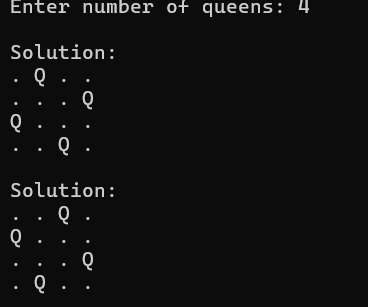 Enter number of queens: 4
Solution:
. Q . .
. . . Q
Q . . .
. . Q .
Solution:
. . Q .
Q . . .
. . . Q
. Q . .